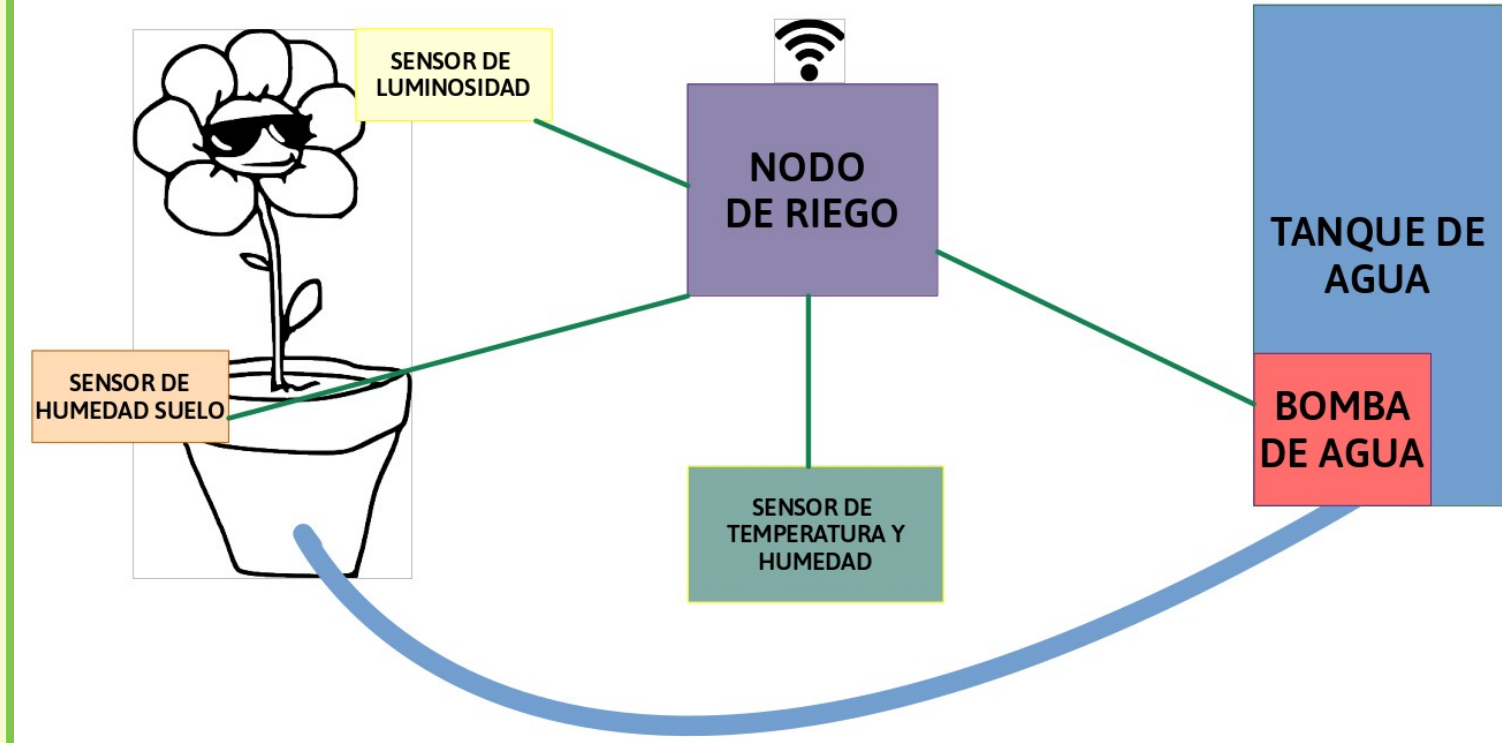 SENSOR DE
LUMINOSIDAD
NODO
DE RIEGO
TANQUE DE
AGUA
SENSOR DE
HUMEDAD SUELO
BOMBA
DE AGUA
SENSOR DE
TEMPERATURA Y
HUMEDAD